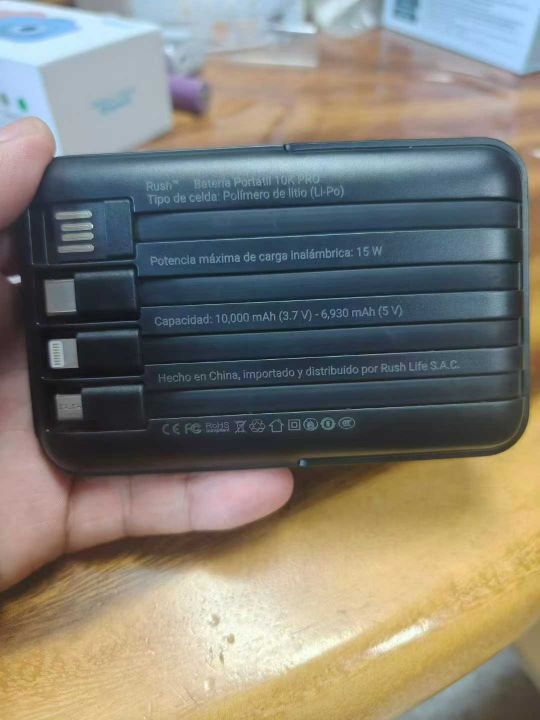 Rush™ Batería Portátil 10K PRO
Tipo de celda: Polímero de litio (Li-Po)
Potencia máxima de carga inalámbrica: 15 W
Capacidad: 10,000 mAh (3.7 V) - 6,930 mAh (5 V)
Hecho en China, importado y distribuido por Rush Life S.A.C.
CE FC RoHS